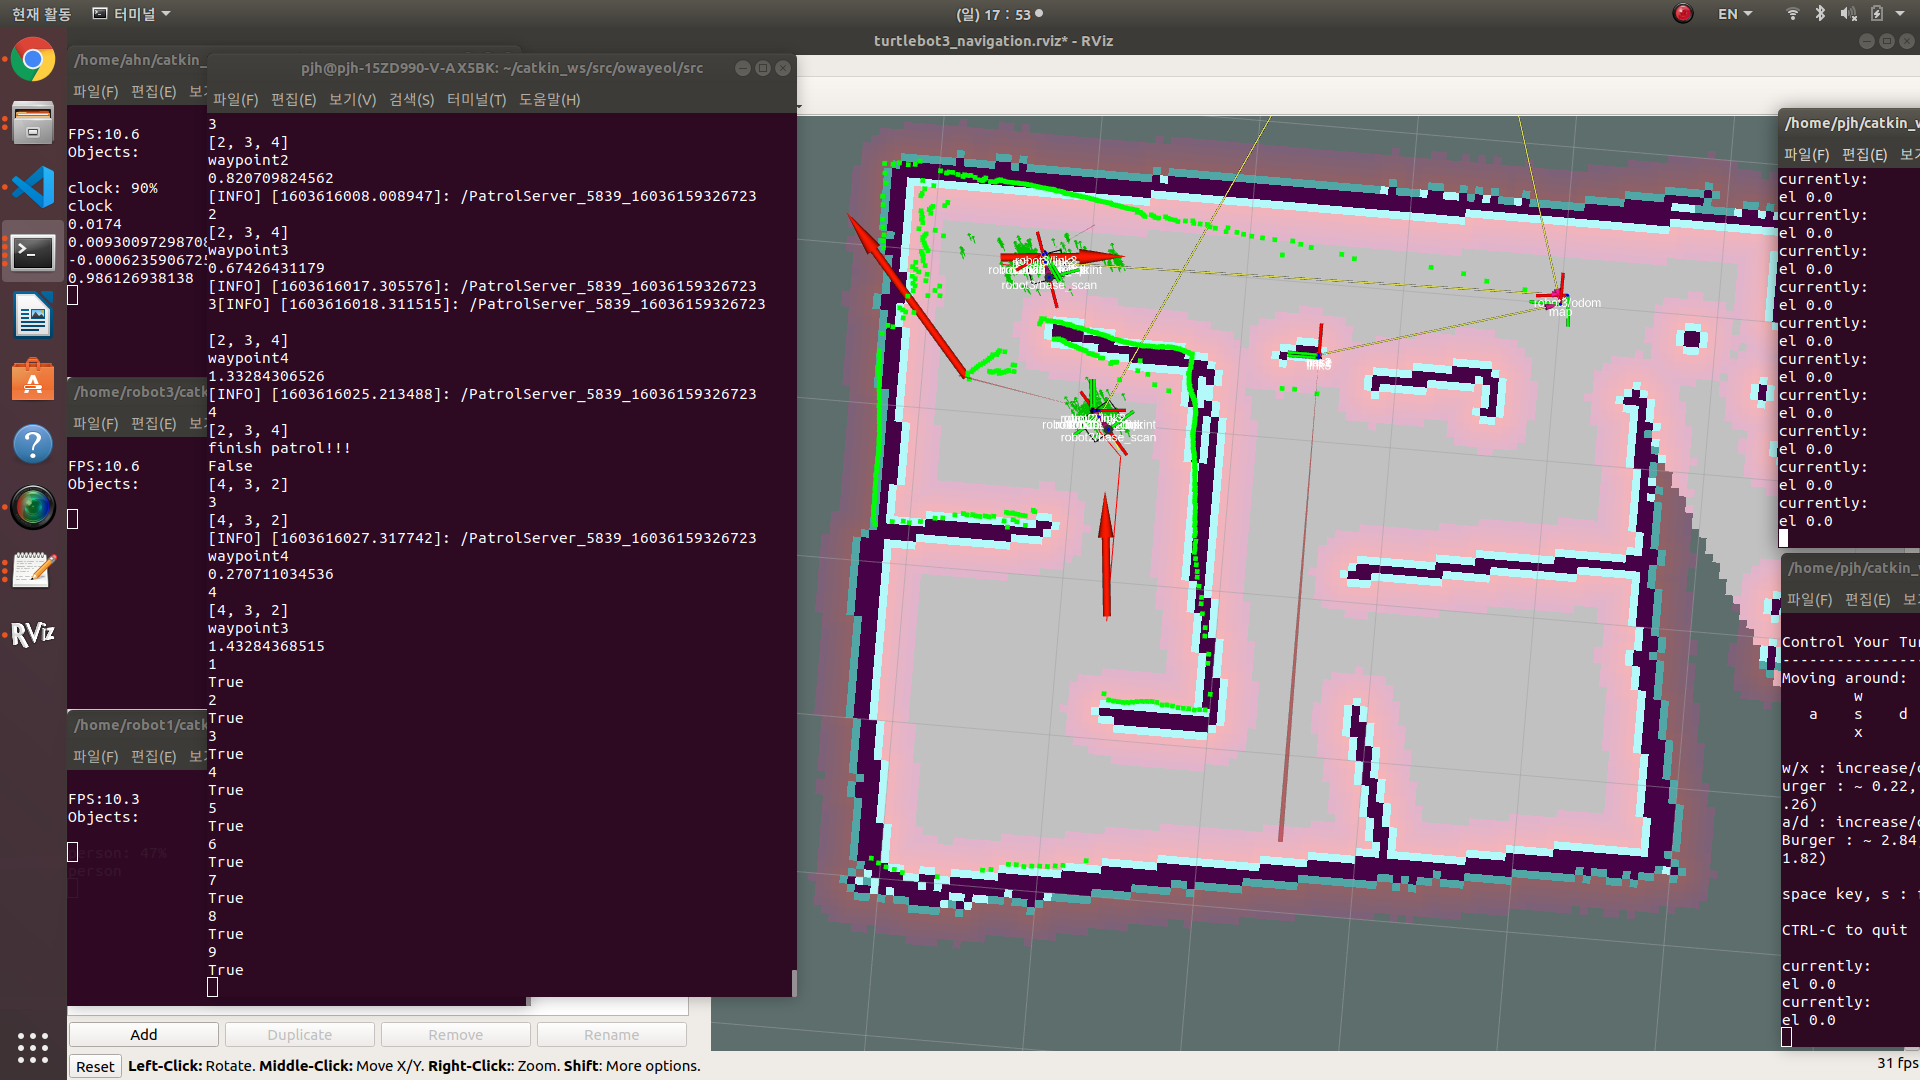 현재 활동
터미널
(일) 17 : 53
EN
turtlebot3_navigation.rviz* - RViz
/home/ahn/catkin_
파일(F) 편집(E) 보기
FPS:10.6
Objects:
clock: 90%
clock
0.0174
0.00930097298708
-0.0006235906725
0.986126938138
/home/robot3/cat
파일(F) 편집(E) 보기
FPS:10.6
Objects:
/home/robot1/catk
파일(F) 편집(E) 보기
FPS:10.3
Objects:
person: 47%
person
pjh@pjh-15ZD990-V-AX5BK: ~/catkin_ws/src/owayeol/src
파일(F) 편집(E) 보기(V) 검색(S) 터미널(T) 도움말(H)
3
[2, 3, 4]
waypoint2
0.820709824562
[INFO] [1603616008.008947]: /PatrolServer_5839_16036159326723
2
[2, 3, 4]
waypoint3
0.67426431179
[INFO] [1603616017.305576]: /PatrolServer_5839_16036159326723
3[INFO] [1603616018.311515]: /PatrolServer_5839_16036159326723
[2, 3, 4]
waypoint4
1.33284306526
[INFO] [1603616025.213488]: /PatrolServer_5839_16036159326723
4
[2, 3, 4]
finish patrol!!!
False
[4, 3, 2]
3
[4, 3, 2]
[INFO] [1603616027.317742]: /PatrolServer_5839_16036159326723
waypoint4
0.270711034536
4
[4, 3, 2]
waypoint3
1.43284368515
1
True
2
True
3
True
4
True
5
True
6
True
7
True
8
True
9
True
robot3/base_scan
robot2/base_scan
robot3/odom
map
/home/pjh/catkin_w
파일(F) 편집(E) 보기
currently:
el 0.0
currently:
el 0.0
currently:
el 0.0
currently:
el 0.0
currently:
el 0.0
currently:
el 0.0
currently:
el 0.0
currently:
el 0.0
currently:
el 0.0
currently:
el 0.0
/home/pjh/catkin_w
파일(F) 편집(E) 보기
Control Your Tur
----------------
Moving around:
w
a s d
x
w/x : increase/d
urger : ~ 0.22,
.26)
a/d : increase/d
Burger : ~ 2.84,
1.82)
space key, s : f
CTRL-C to quit
currently:
el 0.0
currently:
el 0.0
RViz
Add
Duplicate
Remove
Rename
Reset
Left-Click: Rotate. Middle-Click: Move X/Y. Right-Click:: Zoom. Shift: More options.
31 fps